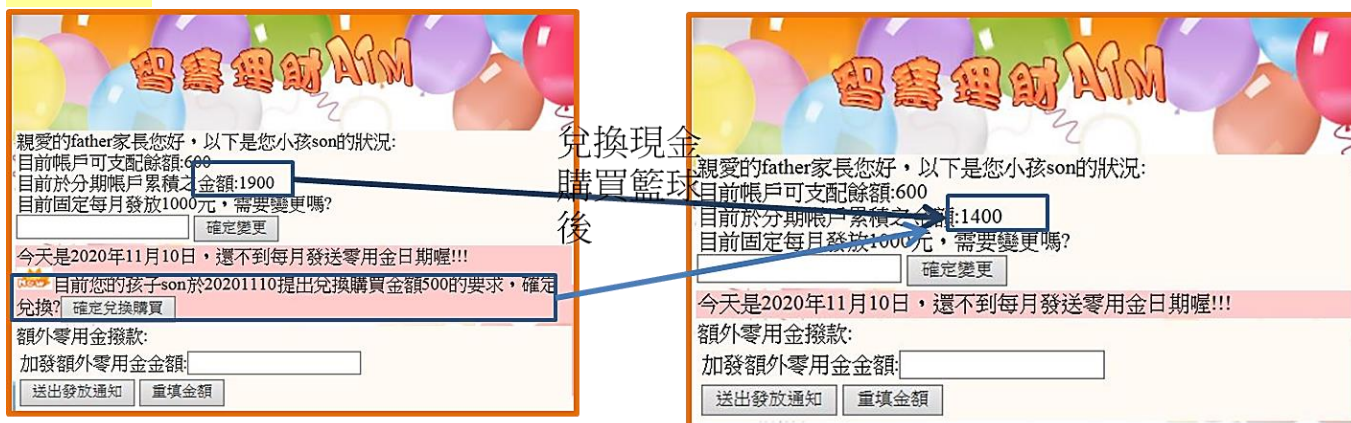 智慧理財ATM
親愛的father家長您好，以下是您小孩son的狀況:
目前帳戶可支配餘額:600
目前於分期帳戶累積之金額:1900
目前固定每月發放1000元，需要變更嗎?
確定變更
今天是2020年11月10日，還不到每月發送零用金日期喔!!!
New 目前您的孩子son於20201110提出兌換購買金額500的要求，確定
兌換? 確定兌換購買
額外零用金撥款:
加發額外零用金金額:
送出發放通知 重填金額
兌換現金
購買籃球
後
智慧理財ATM
親愛的father家長您好，以下是您小孩son的狀況:
目前帳戶可支配餘額:600
目前於分期帳戶累積之金額:1400
目前固定每月發放1000元，需要變更嗎?
確定變更
今天是2020年11月10日，還不到每月發送零用金日期喔!!!
額外零用金撥款:
加發額外零用金金額:
送出發放通知 重填金額